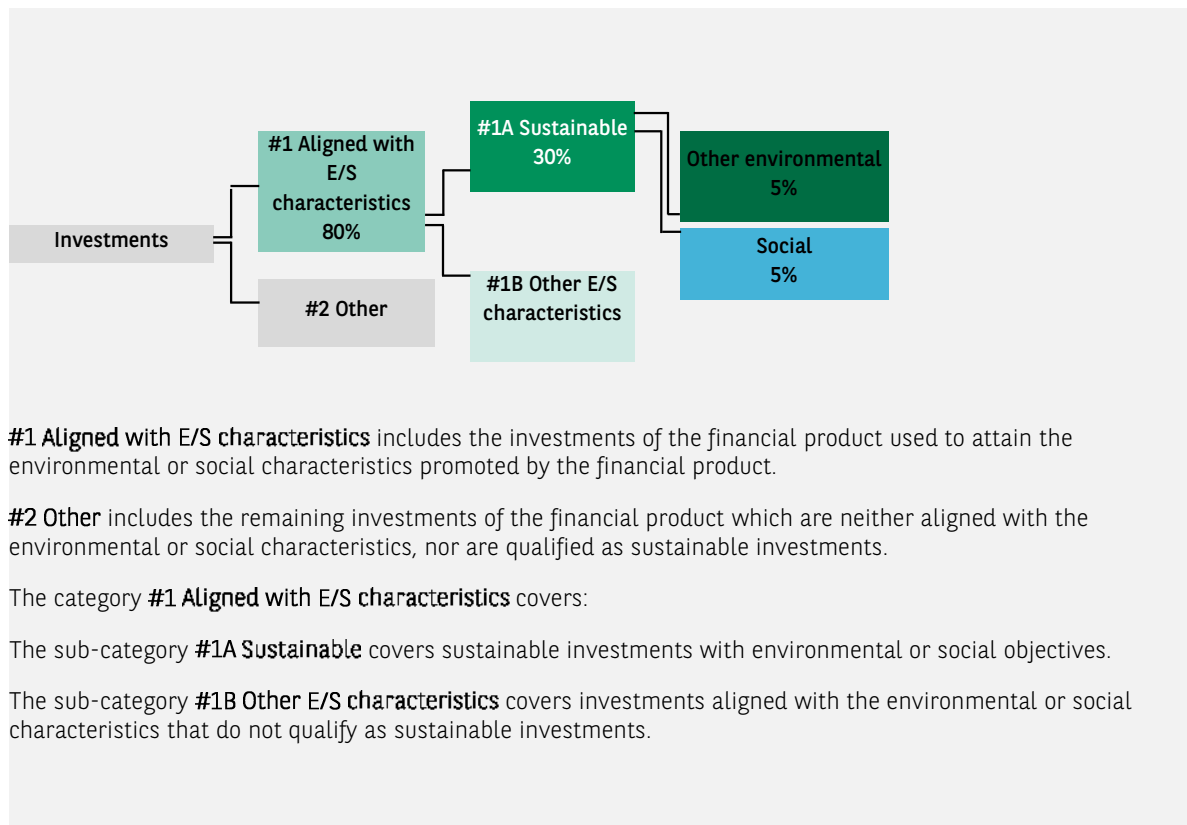 #1A Sustainable
30%
#1 Aligned with
E/S
characteristics
80%
Other environmental
5%
Investments
Social
5%
#2 Other
#1B Other E/S
characteristics
#1 Aligned with E/S characteristics includes the investments of the financial product used to attain the
environmental or social characteristics promoted by the financial product.
#2 Other includes the remaining investments of the financial product which are neither aligned with the
environmental or social characteristics, nor are qualified as sustainable investments.
The category #1 Aligned with E/S characteristics covers:
The sub-category #1A Sustainable covers sustainable investments with environmental or social objectives.
The sub-category #1B Other E/S characteristics covers investments aligned with the environmental or social
characteristics that do not qualify as sustainable investments.